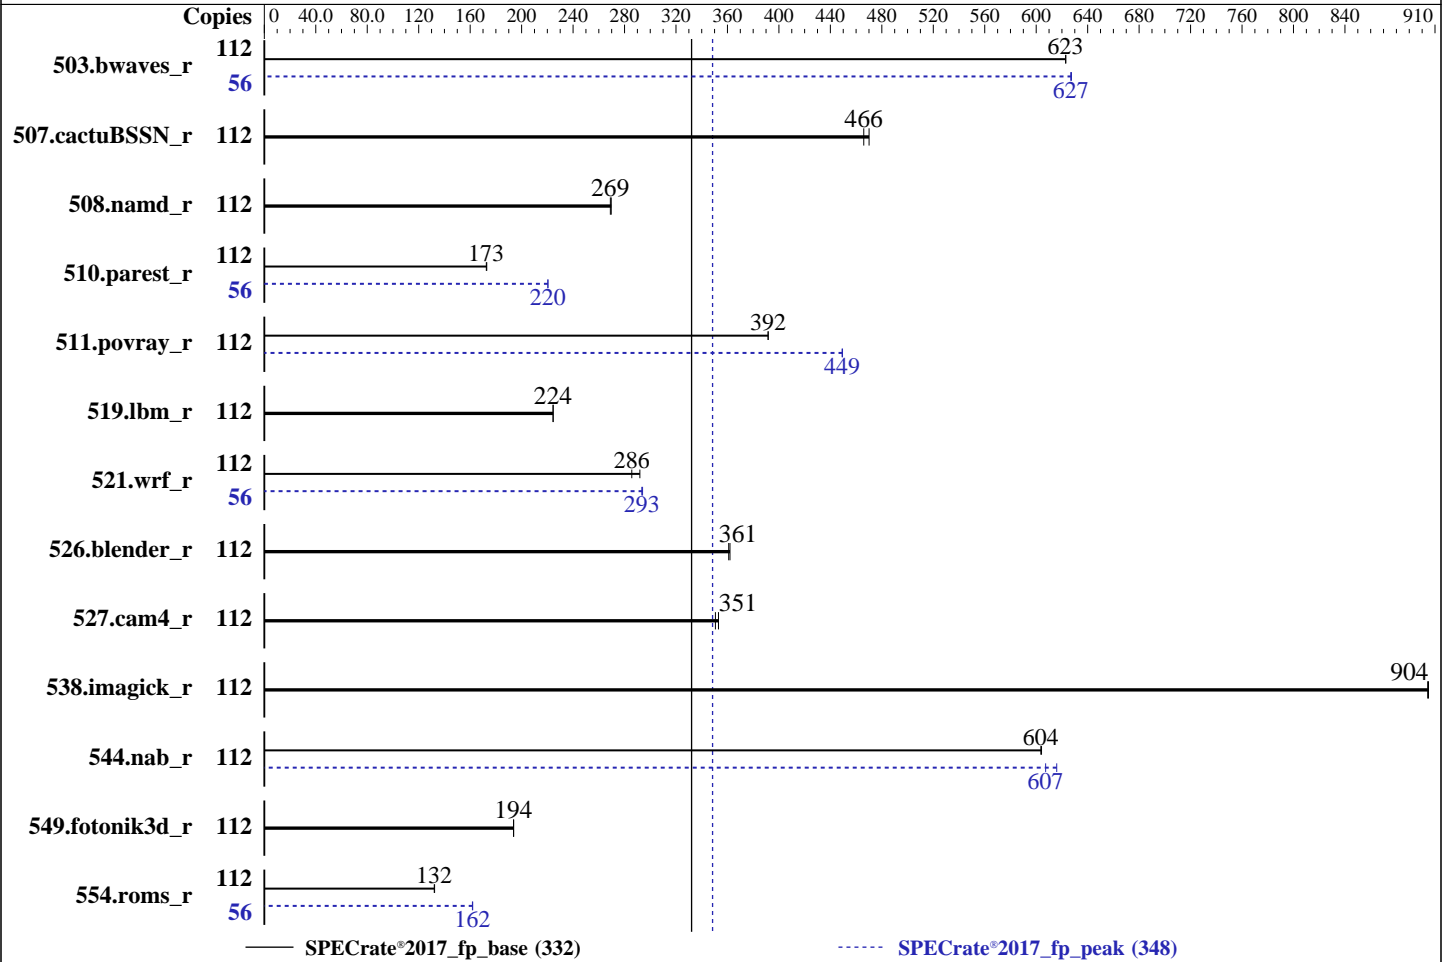 Copies 0 40.0 80.0 120 160 200 240 280 320 360 400 440 480 520 560 600 640 680 720 760 800 840 910
503.bwaves_r 112 623
56 627
507.cactuBSSN_r 112 466
508.namd_r 112 269
510.parest_r 112 173
56 220
511.povray_r 112 392
449
519.lbm_r 112 224
521.wrf_r 112 286
56 293
526.blender_r 112 361
527.cam4_r 112 351
538.imagick_r 112 904
544.nab_r 112 604
607
549.fotonik3d_r 112 194
554.roms_r 112 132
56 162
SPECrate®2017_fp_base (332) SPECrate®2017_fp_peak (348)